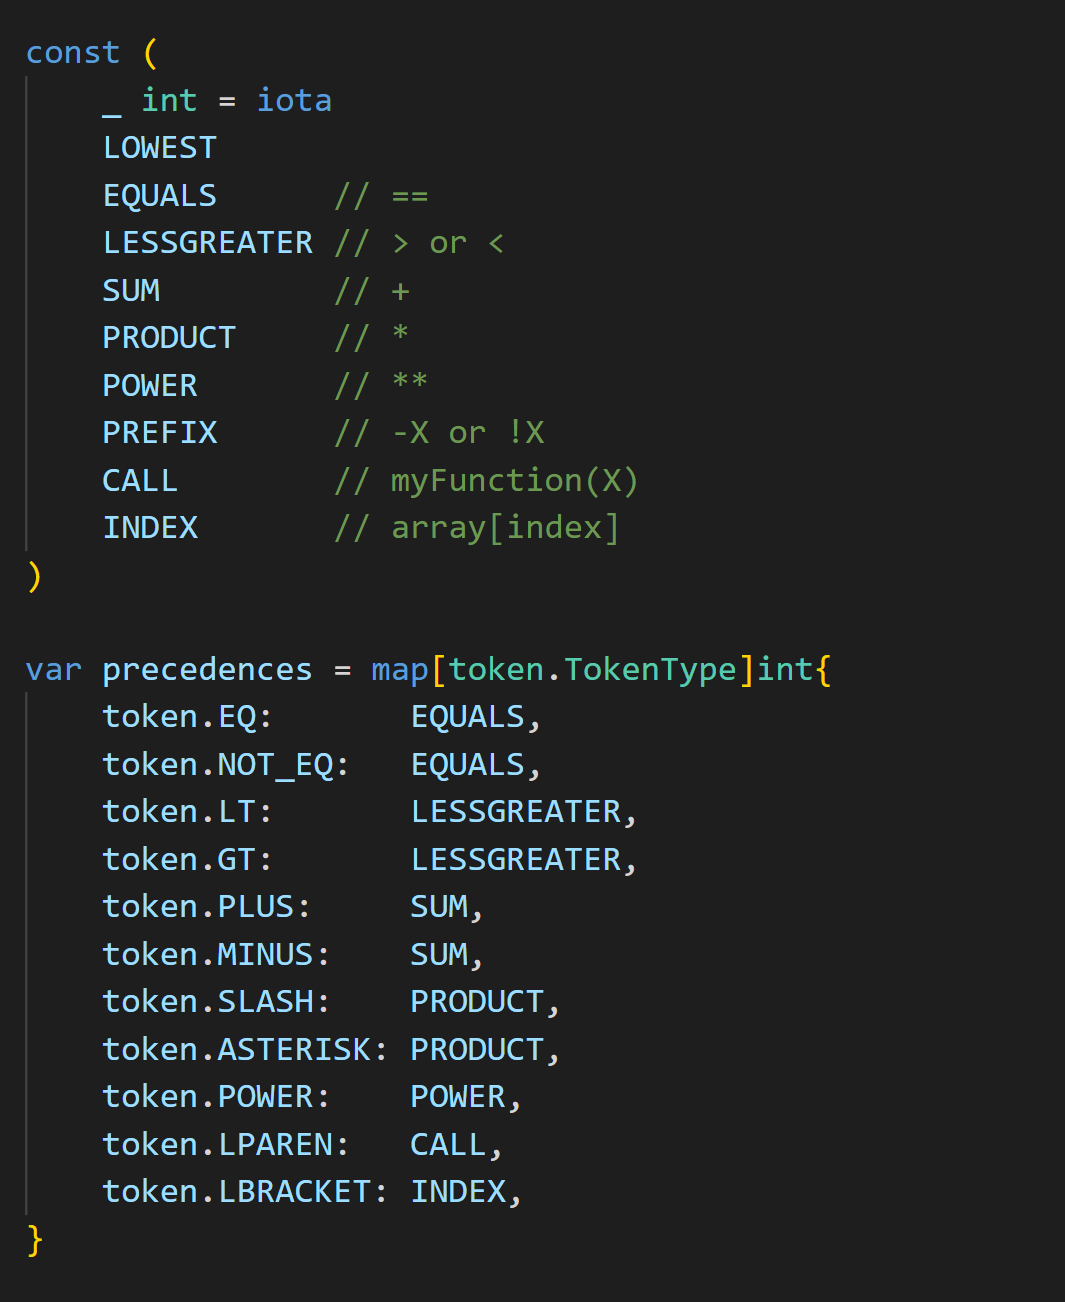 const (
    _ int = iota
    LOWEST
    EQUALS      // ==
    LESSGREATER // > or <
    SUM         // +
    PRODUCT     // *
    POWER       // **
    PREFIX      // -X or !X
    CALL        // myFunction(X)
    INDEX       // array[index]
)

var precedences = map[token.TokenType]int{
    token.EQ:       EQUALS,
    token.NOT_EQ:   EQUALS,
    token.LT:       LESSGREATER,
    token.GT:       LESSGREATER,
    token.PLUS:     SUM,
    token.MINUS:    SUM,
    token.SLASH:    PRODUCT,
    token.ASTERISK: PRODUCT,
    token.POWER:    POWER,
    token.LPAREN:   CALL,
    token.LBRACKET: INDEX,
}